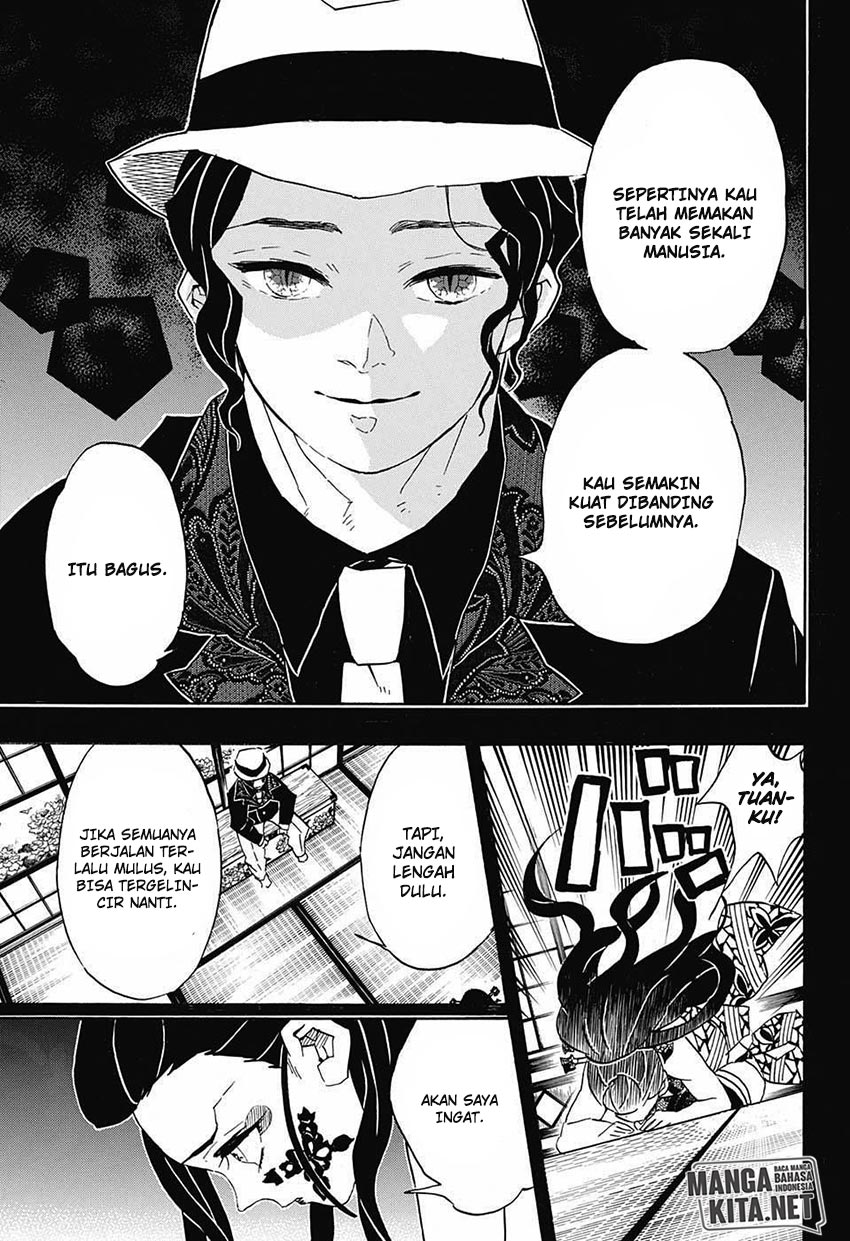 SEPERTINYA KAU
TELAH MEMAKAN
BANYAK SEKALI
MANUSIA.
KAU SEMAKIN
KUAT DIBANDING
SEBELUMNYA.
ITU BAGUS.
YA,
TUAN-
KU!
TAPI,
JANGAN
LENGAH
DULU.
JIKA SEMUANYA
BERJALAN TER-
LALU MULUS, KAU
BISA TERGELIN-
CIR NANTI.
AKAN SAYA
INGAT.
MANGA
BACA MANGA
BAHASA
INDONESIA
KITA.NET